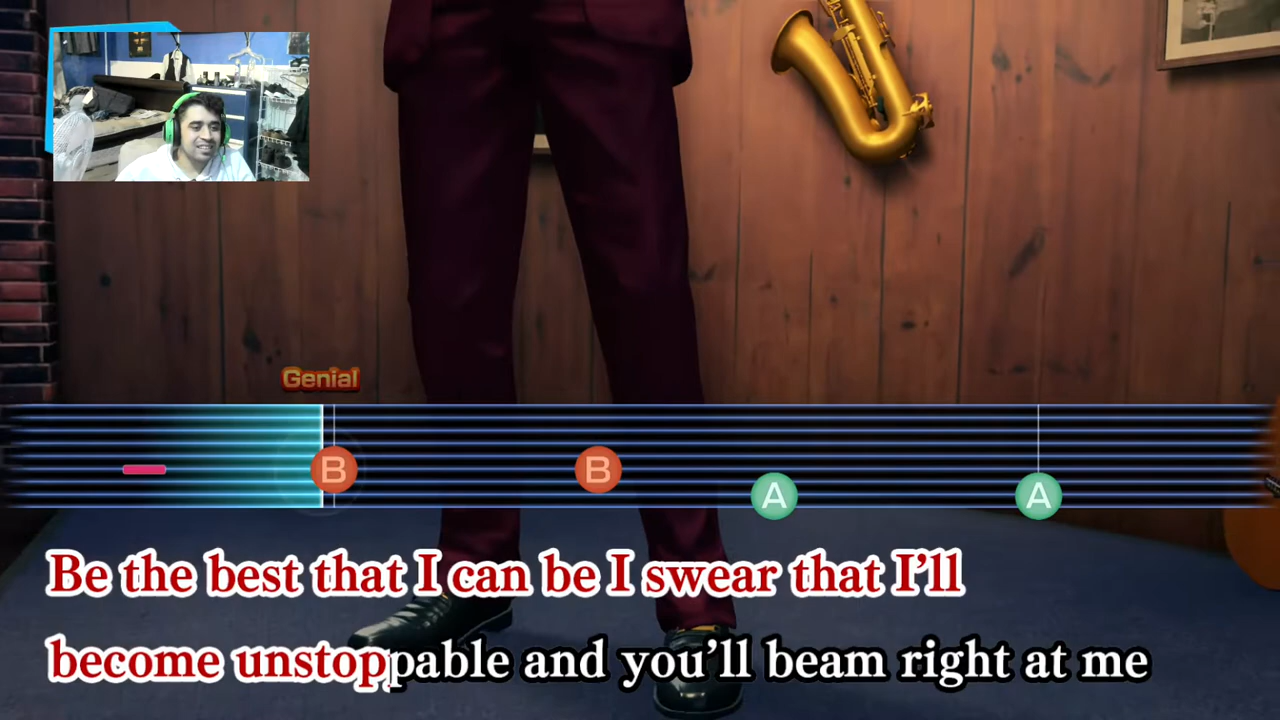 Genial
B B A A
Be the best that I can be I swear that I'll
become unstoppable and you'll beam right at me